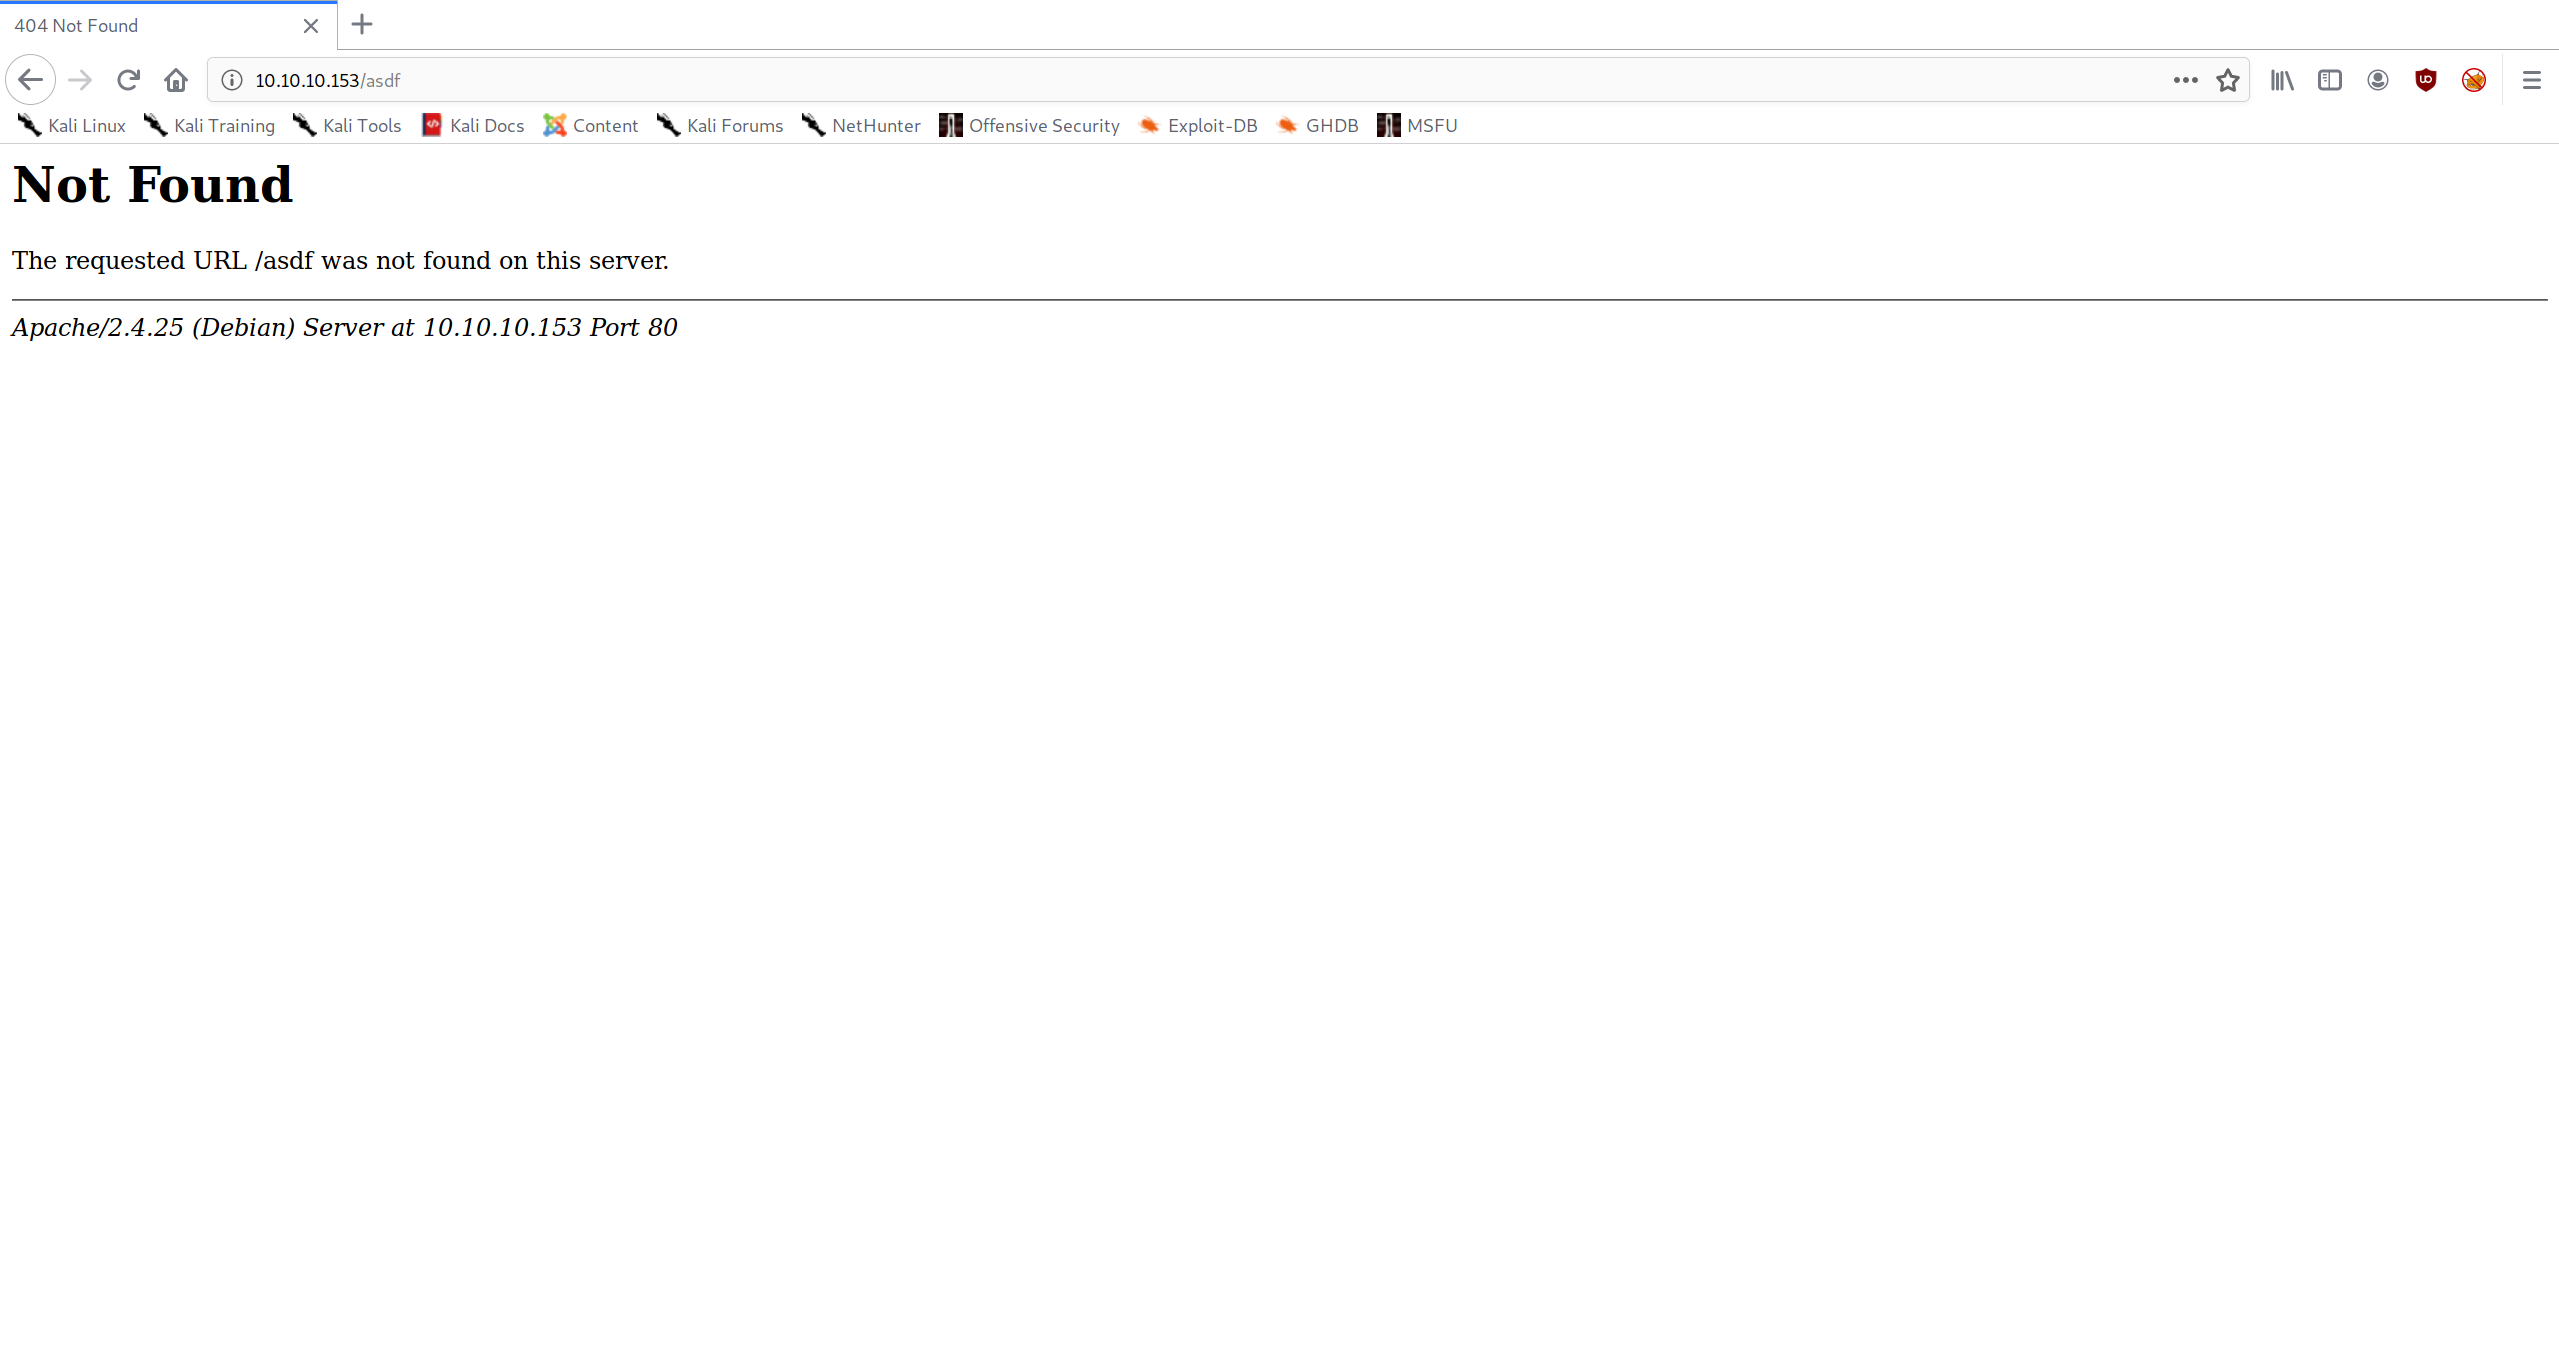 404 Not Found
10.10.10.153/asdf
Kali Linux Kali Training Kali Tools Kali Docs Content Kali Forums NetHunter Offensive Security Exploit-DB GHDB MSFU
Not Found
The requested URL /asdf was not found on this server.
Apache/2.4.25 (Debian) Server at 10.10.10.153 Port 80